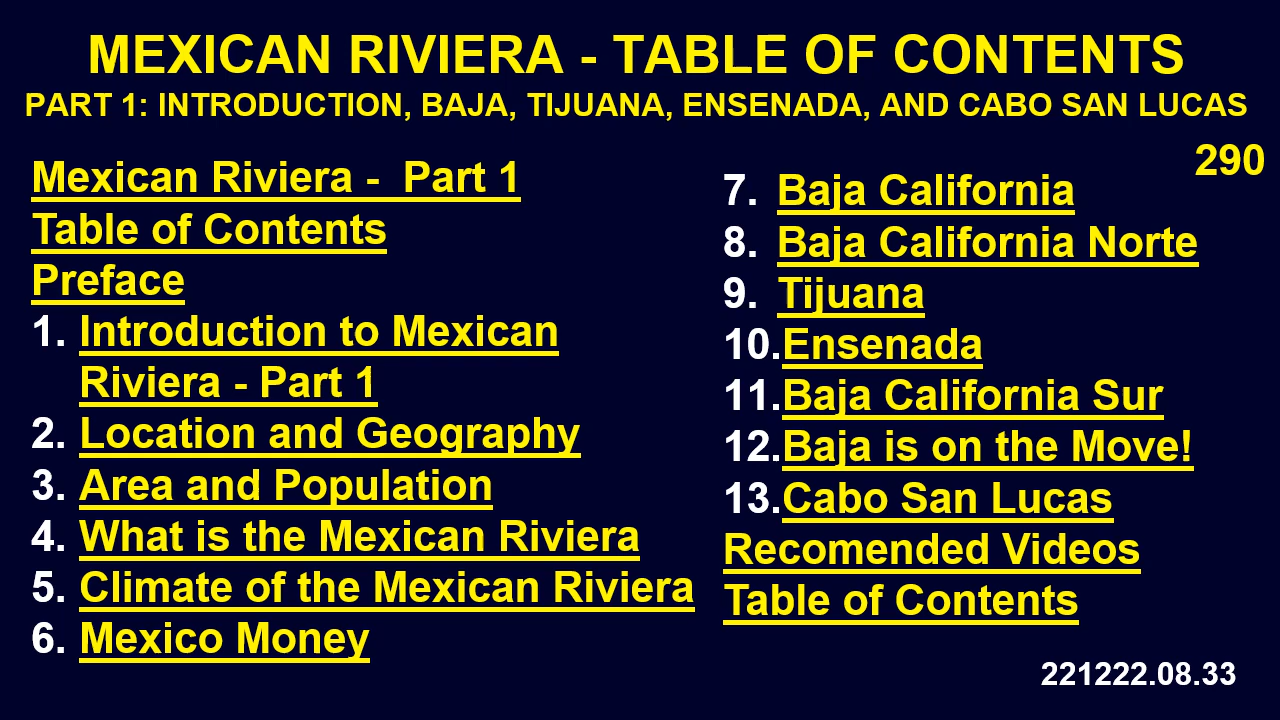 MEXICAN RIVIERA - TABLE OF CONTENTS
PART 1: INTRODUCTION, BAJA, TIJUANA, ENSENADA, AND CABO SAN LUCAS
290
Mexican Riviera -  Part 1
Table of Contents
Preface
1. Introduction to Mexican
Riviera - Part 1
2. Location and Geography
3. Area and Population
4. What is the Mexican Riviera
5. Climate of the Mexican Riviera
6. Mexico Money
7. Baja California
8. Baja California Norte
9. Tijuana
10.Ensenada
11.Baja California Sur
12.Baja is on the Move!
13.Cabo San Lucas
Recomended Videos
Table of Contents
221222.08.33